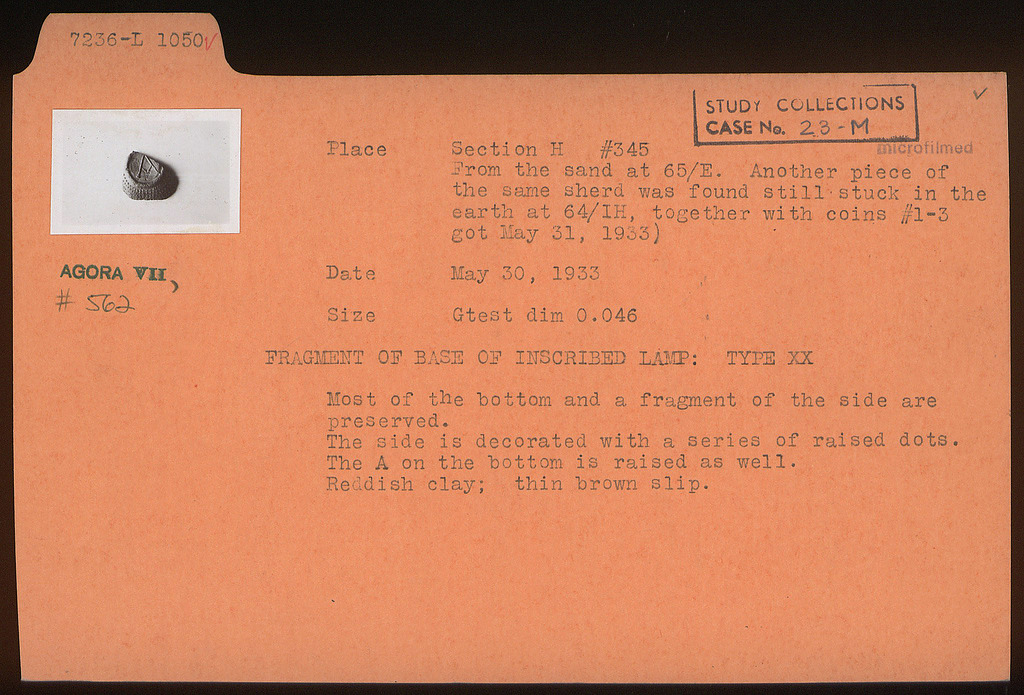 7236-L 1050✓
STUDY COLLECTIONS
CASE No. 23-M
microfilmed
Place Section H #345
From the sand at 65/E. Another piece of
the same sherd was found still stuck in the
earth at 64/IH, together with coins #1-3
got May 31, 1933)
AGORA VII,
# 562
Date May 30, 1933
Size Gtest dim 0.046
FRAGMENT OF BASE OF INSCRIBED LAMP: TYPE XX
Most of the bottom and a fragment of the side are
preserved.
The side is decorated with a series of raised dots.
The A on the bottom is raised as well.
Reddish clay; thin brown slip.